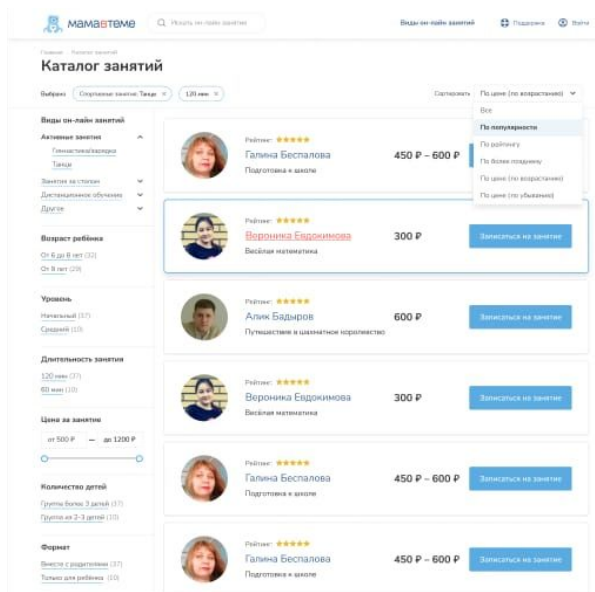 мамавтеме
Искать он-лайн занятие
Виды он-лайн занятий
Поддержка
Войти
Главная Каталог занятий
Каталог занятий
Выбрано: Спортивные занятия: Танцы × 120 мин ×
Сортировать По цене (по возрастанию)
Все
По популярности
По рейтингу
По более позднему
По цене (по возрастанию)
По цене (по убыванию)
Виды он-лайн занятий
Активные занятия
Гимнастика/зарядка
Танцы
Занятия за столом
Дистанционное обучение
Другое
Возраст ребёнка
От 6 до 8 лет (32)
От 8 лет (29)
Уровень
Начальный (37)
Средний (10)
Длительность занятия
120 мин (37)
60 мин (10)
Цена за занятие
от 500 ₽ — до 1200 ₽
Количество детей
Группа более 3 детей (37)
Группа из 2-3 детей (10)
Формат
Вместе с родителями (37)
Только для ребёнка (10)
Рейтинг:
Галина Беспалова
Подготовка к школе
450 ₽ – 600 ₽
Рейтинг:
Вероника Евдокимова
Весёлая математика
300 ₽
Записаться на занятие
Рейтинг:
Алик Бадыров
Путешествие в шахматное королевство
600 ₽
Записаться на занятие
Рейтинг:
Вероника Евдокимова
Весёлая математика
300 ₽
Записаться на занятие
Рейтинг:
Галина Беспалова
Подготовка к школе
450 ₽ – 600 ₽
Записаться на занятие
Рейтинг:
Галина Беспалова
Подготовка к школе
450 ₽ – 600 ₽
Записаться на занятие